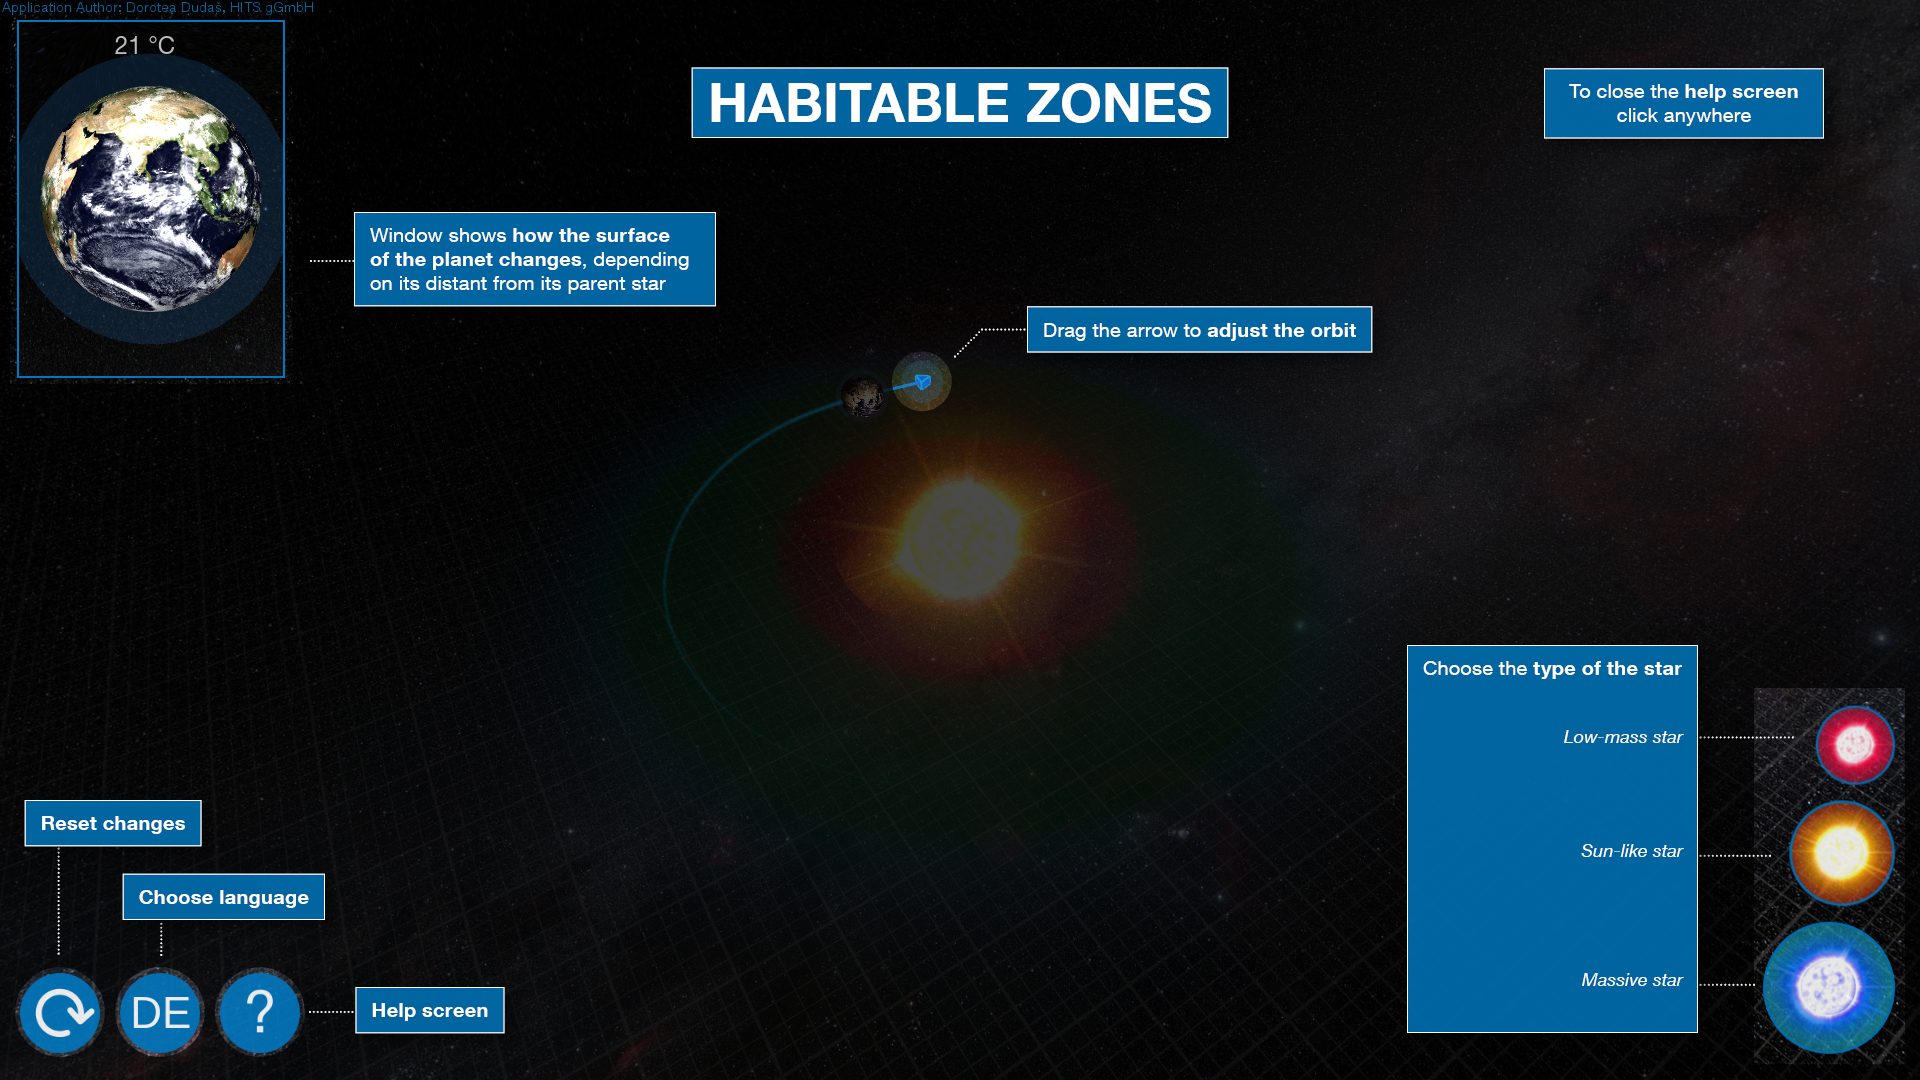 Application Author: Dorotea Dudaš, HITS gGmbH
21 °C
HABITABLE ZONES
To close the help screen
click anywhere
Window shows how the surface
of the planet changes, depending
on its distant from its parent star
Drag the arrow to adjust the orbit
Choose the type of the star
Low-mass star
Sun-like star
Massive star
Reset changes
Choose language
DE
?
Help screen